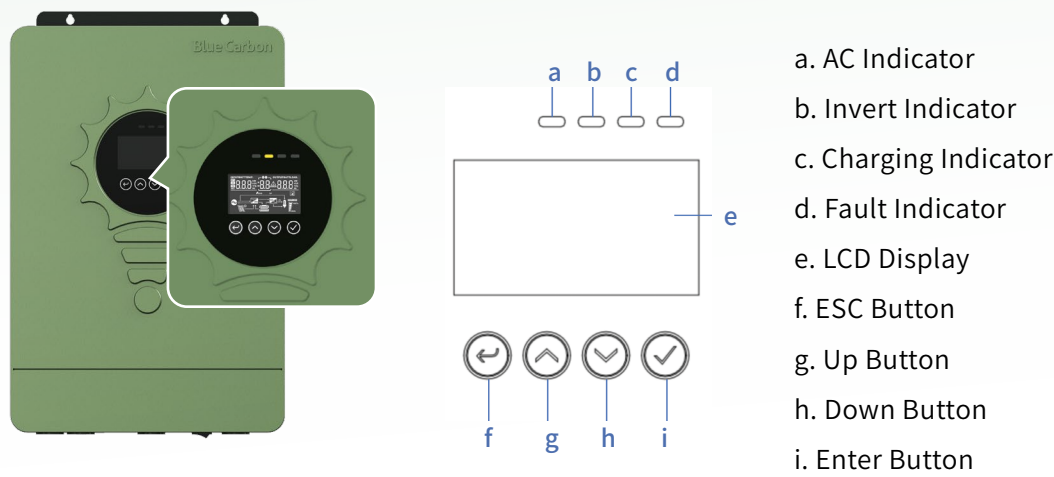 Blue Carbon
a b c d
e
f g h i
a. AC Indicator
b. Invert Indicator
c. Charging Indicator
d. Fault Indicator
e. LCD Display
f. ESC Button
g. Up Button
h. Down Button
i. Enter Button